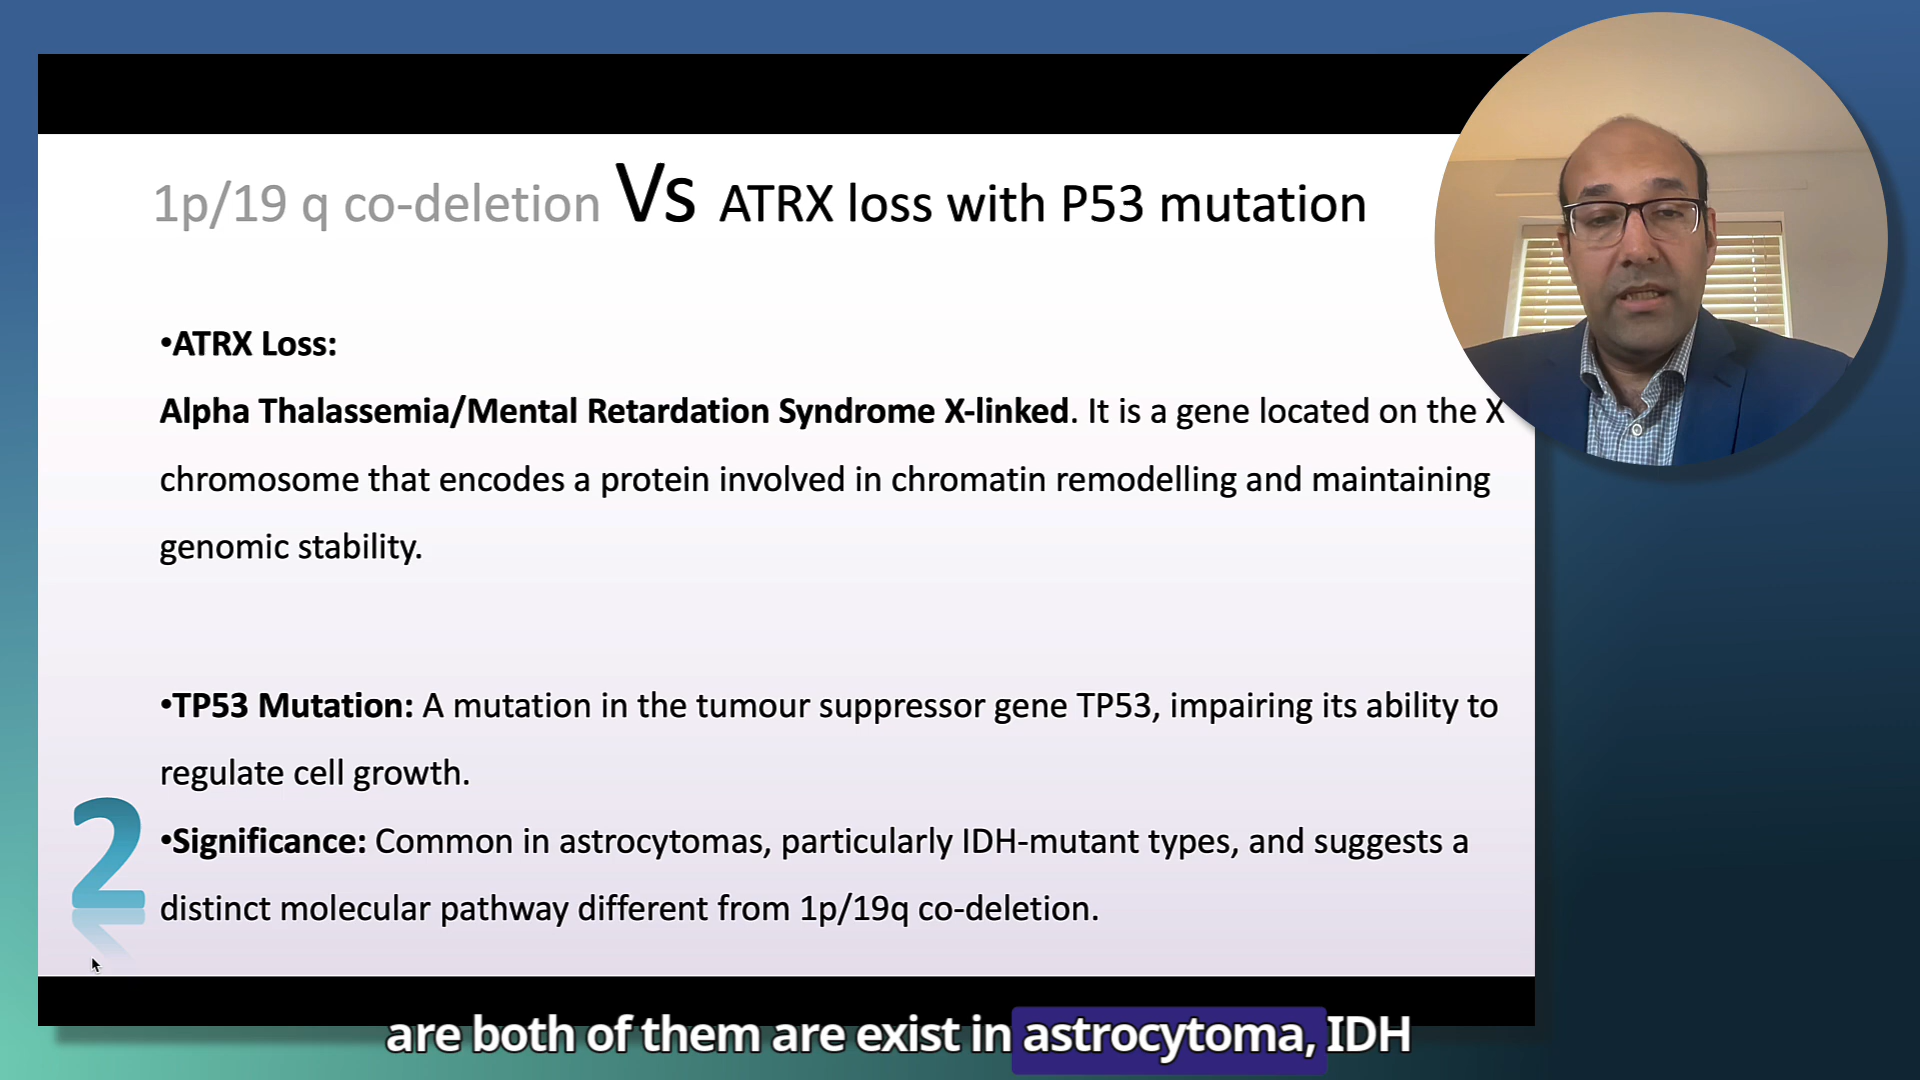 1p/19 q co-deletion Vs ATRX loss with P53 mutation
•ATRX Loss:
Alpha Thalassemia/Mental Retardation Syndrome X-linked. It is a gene located on the X
chromosome that encodes a protein involved in chromatin remodelling and maintaining
genomic stability.
•TP53 Mutation: A mutation in the tumour suppressor gene TP53, impairing its ability to
regulate cell growth.
•Significance: Common in astrocytomas, particularly IDH-mutant types, and suggests a
distinct molecular pathway different from 1p/19q co-deletion.
2
are both of them are exist in astrocytoma, IDH